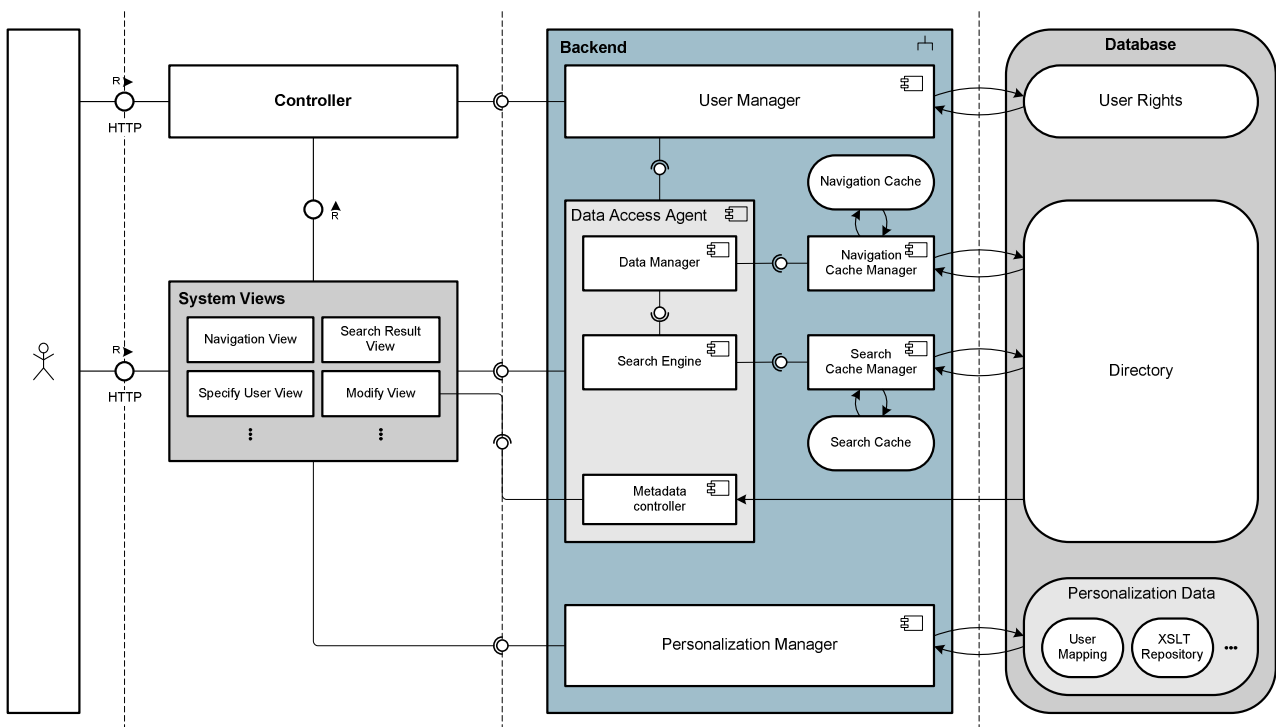 Backend
Database
R
HTTP
Controller
User Manager
User Rights
Navigation Cache
R
Data Access Agent
Data Manager
Navigation
Cache Manager
System Views
Navigation View
Search Result
View
Specify User View
Modify View
R
HTTP
Search Engine
Search
Cache Manager
Directory
Search Cache
Metadata
controller
Personalization Manager
Personalization Data
User
Mapping
XSLT
Repository